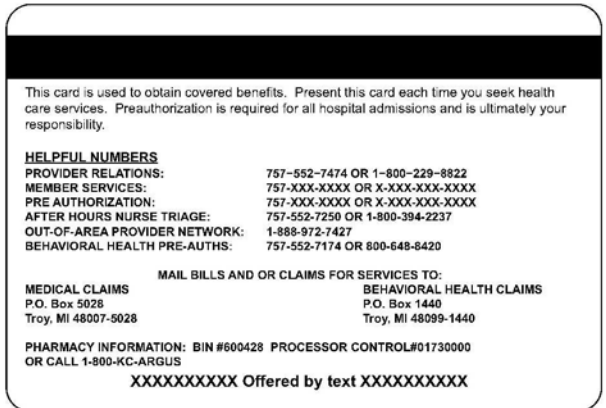 This card is used to obtain covered benefits. Present this card each time you seek health
care services. Preauthorization is required for all hospital admissions and is ultimately your
responsibility.
HELPFUL NUMBERS
PROVIDER RELATIONS: 757-552-7474 OR 1-800-229-8822
MEMBER SERVICES: 757-XXX-XXXX OR X-XXX-XXX-XXXX
PRE AUTHORIZATION: 757-XXX-XXXX OR X-XXX-XXX-XXXX
AFTER HOURS NURSE TRIAGE: 757-552-7250 OR 1-800-394-2237
OUT-OF-AREA PROVIDER NETWORK: 1-888-972-7427
BEHAVIORAL HEALTH PRE-AUTHS: 757-552-7174 OR 800-648-8420
MAIL BILLS AND OR CLAIMS FOR SERVICES TO:
MEDICAL CLAIMS BEHAVIORAL HEALTH CLAIMS
P.O. Box 5028 P.O. Box 1440
Troy, MI 48007-5028 Troy, MI 48099-1440
PHARMACY INFORMATION: BIN #600428 PROCESSOR CONTROL#01730000
OR CALL 1-800-KC-ARGUS
XXXXXXXXXX Offered by text XXXXXXXXXX